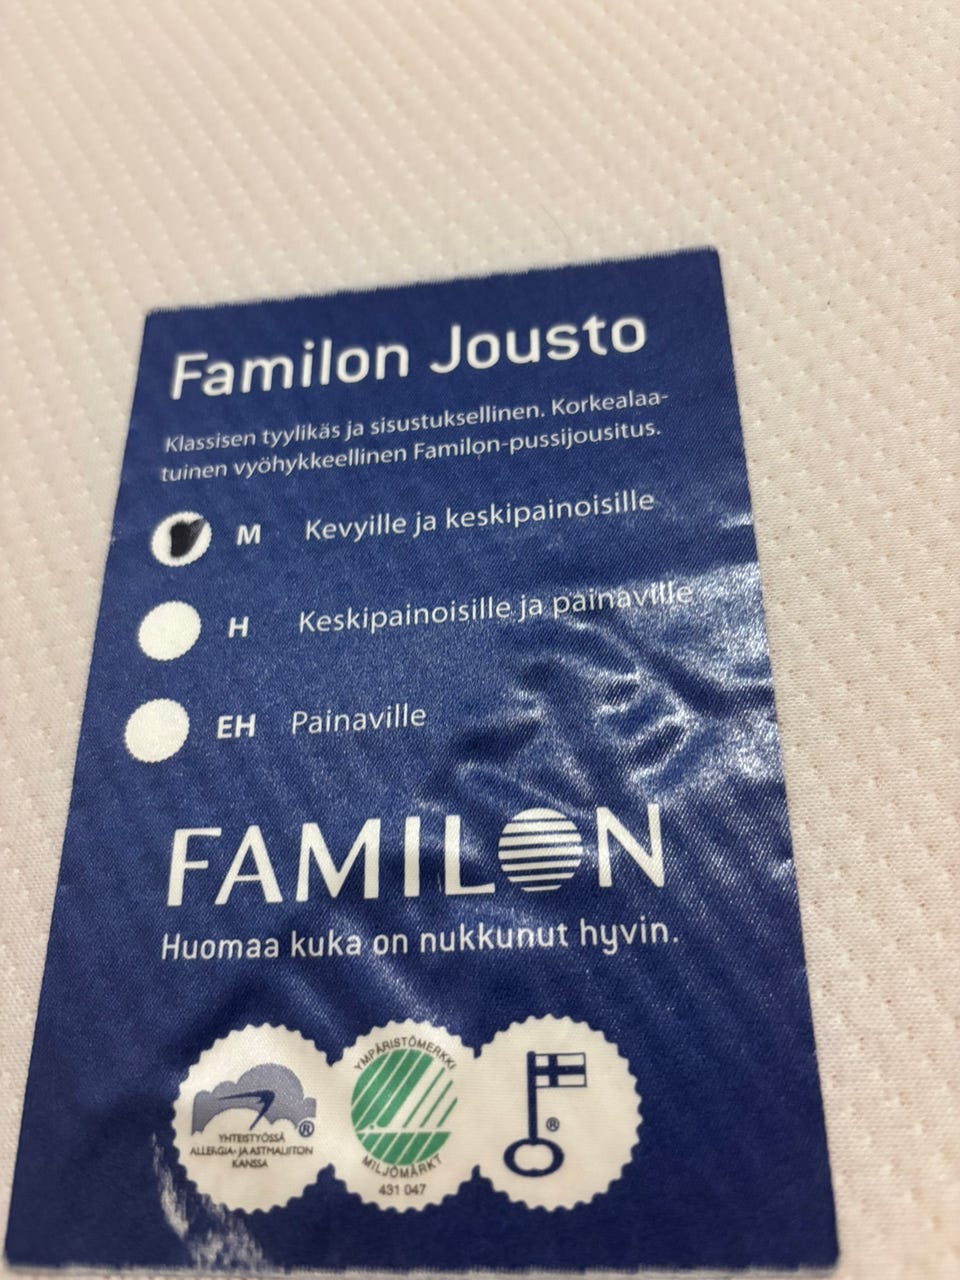 Familon Jousto
Klassisen tyylikäs ja sisustuksellinen. Korkealaa-
tuinen vyöhykkeellinen Familon-pussijousitus.
M Kevyille ja keskipainoisille
H Keskipainoisille ja painaville
EH Painaville
FAMILON
Huomaa kuka on nukkunut hyvin.
®
YHTEISTYÖSSÄ
ALLERGIA- JA ASTMALIITON
KANSSA
YMPÄRISTÖMERKKI
MILJÖMÄRKT
431 047
®